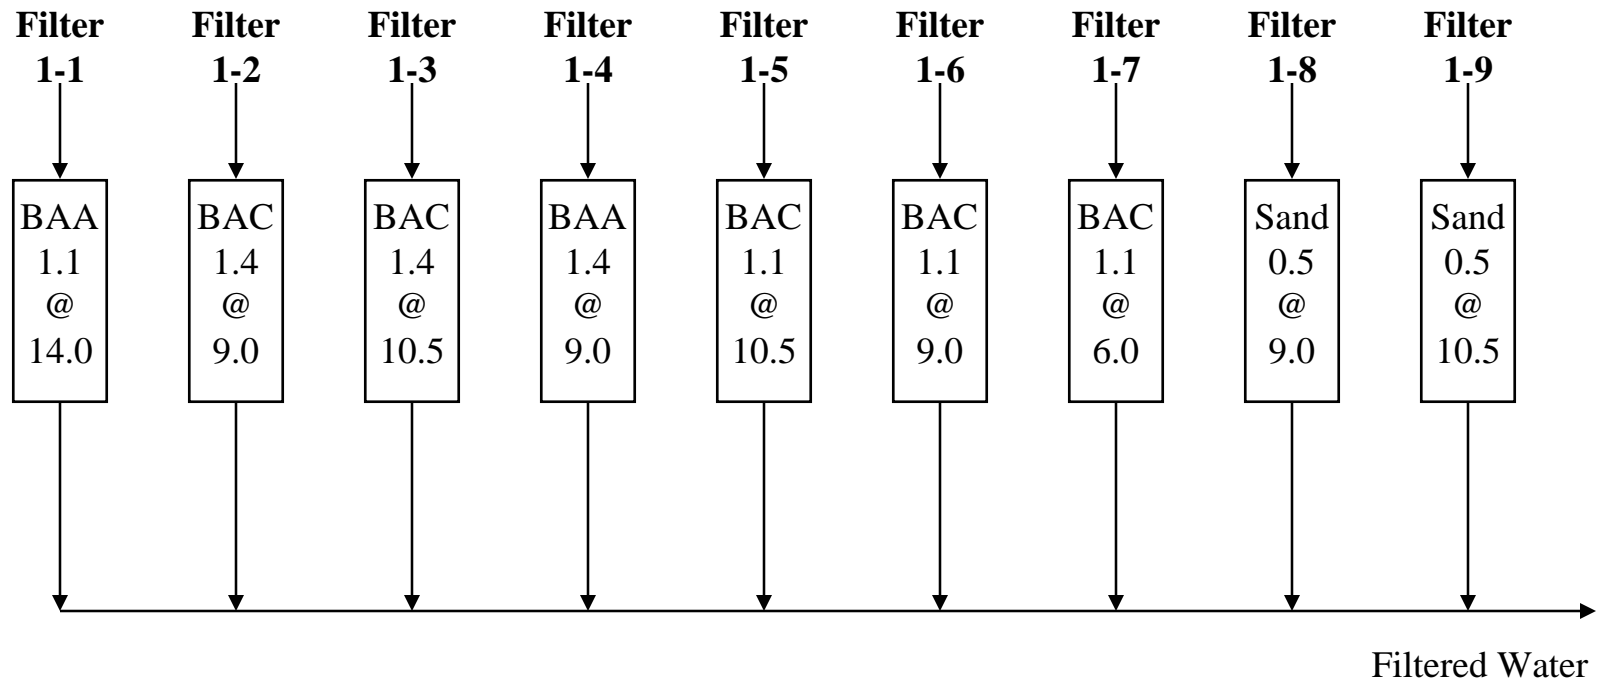 Filter
1-1
Filter
1-2
Filter
1-3
Filter
1-4
Filter
1-5
Filter
1-6
Filter
1-7
Filter
1-8
Filter
1-9
BAA
1.1
@
14.0
BAC
1.4
@
9.0
BAC
1.4
@
10.5
BAA
1.4
@
9.0
BAC
1.1
@
10.5
BAC
1.1
@
9.0
BAC
1.1
@
6.0
Sand
0.5
@
9.0
Sand
0.5
@
10.5
Filtered Water